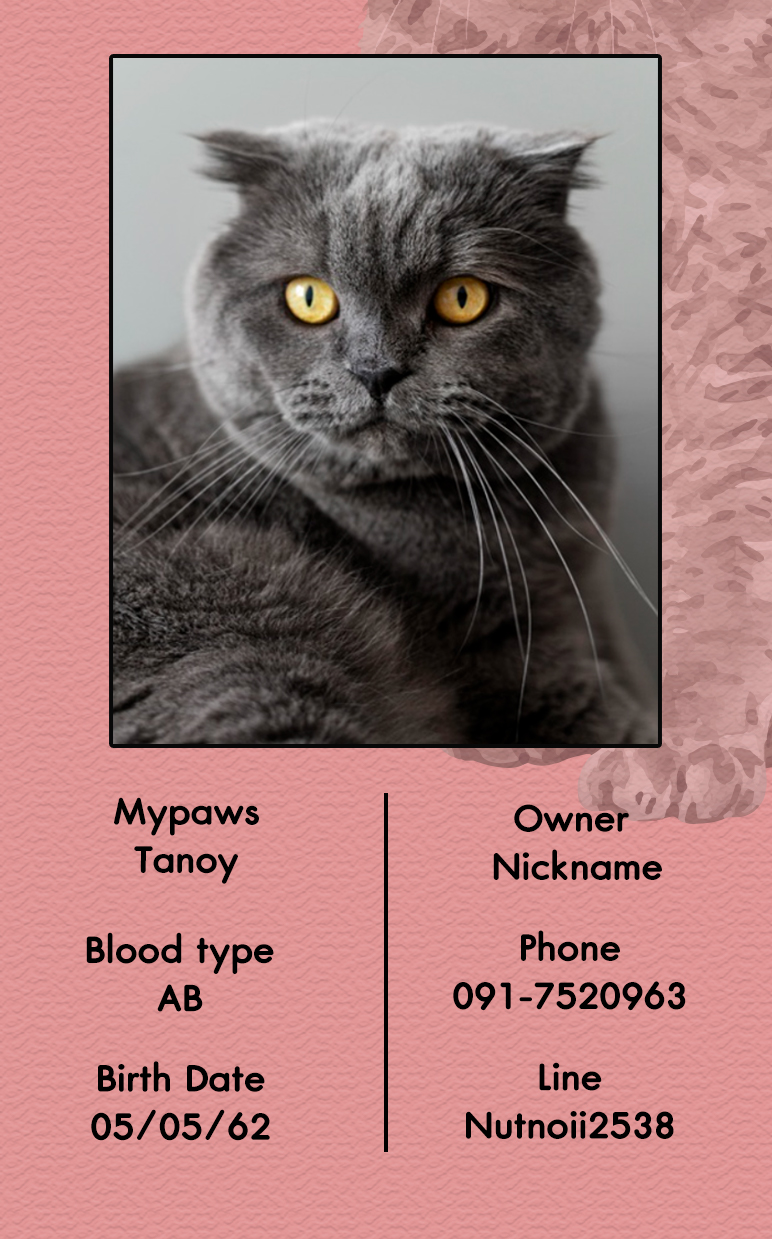 Mypaws
Tanoy
Blood type
AB
Birth Date
05/05/62
Owner
Nickname
Phone
091-7520963
Line
Nutnoii2538